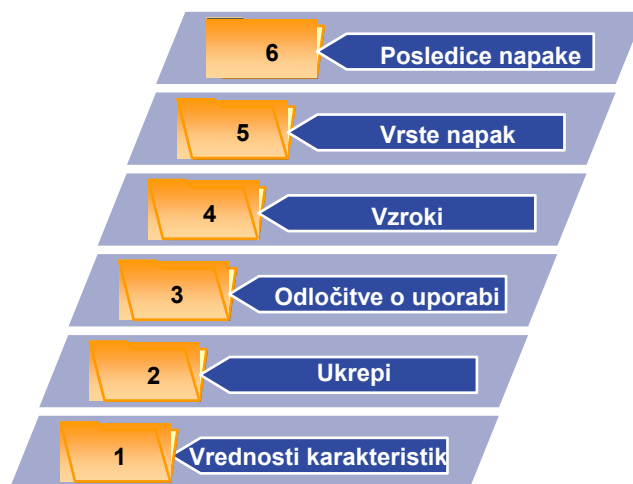 6 Posledice napake
5 Vrste napak
4 Vzroki
3 Odločitve o uporabi
2 Ukrepi
1 Vrednosti karakteristik